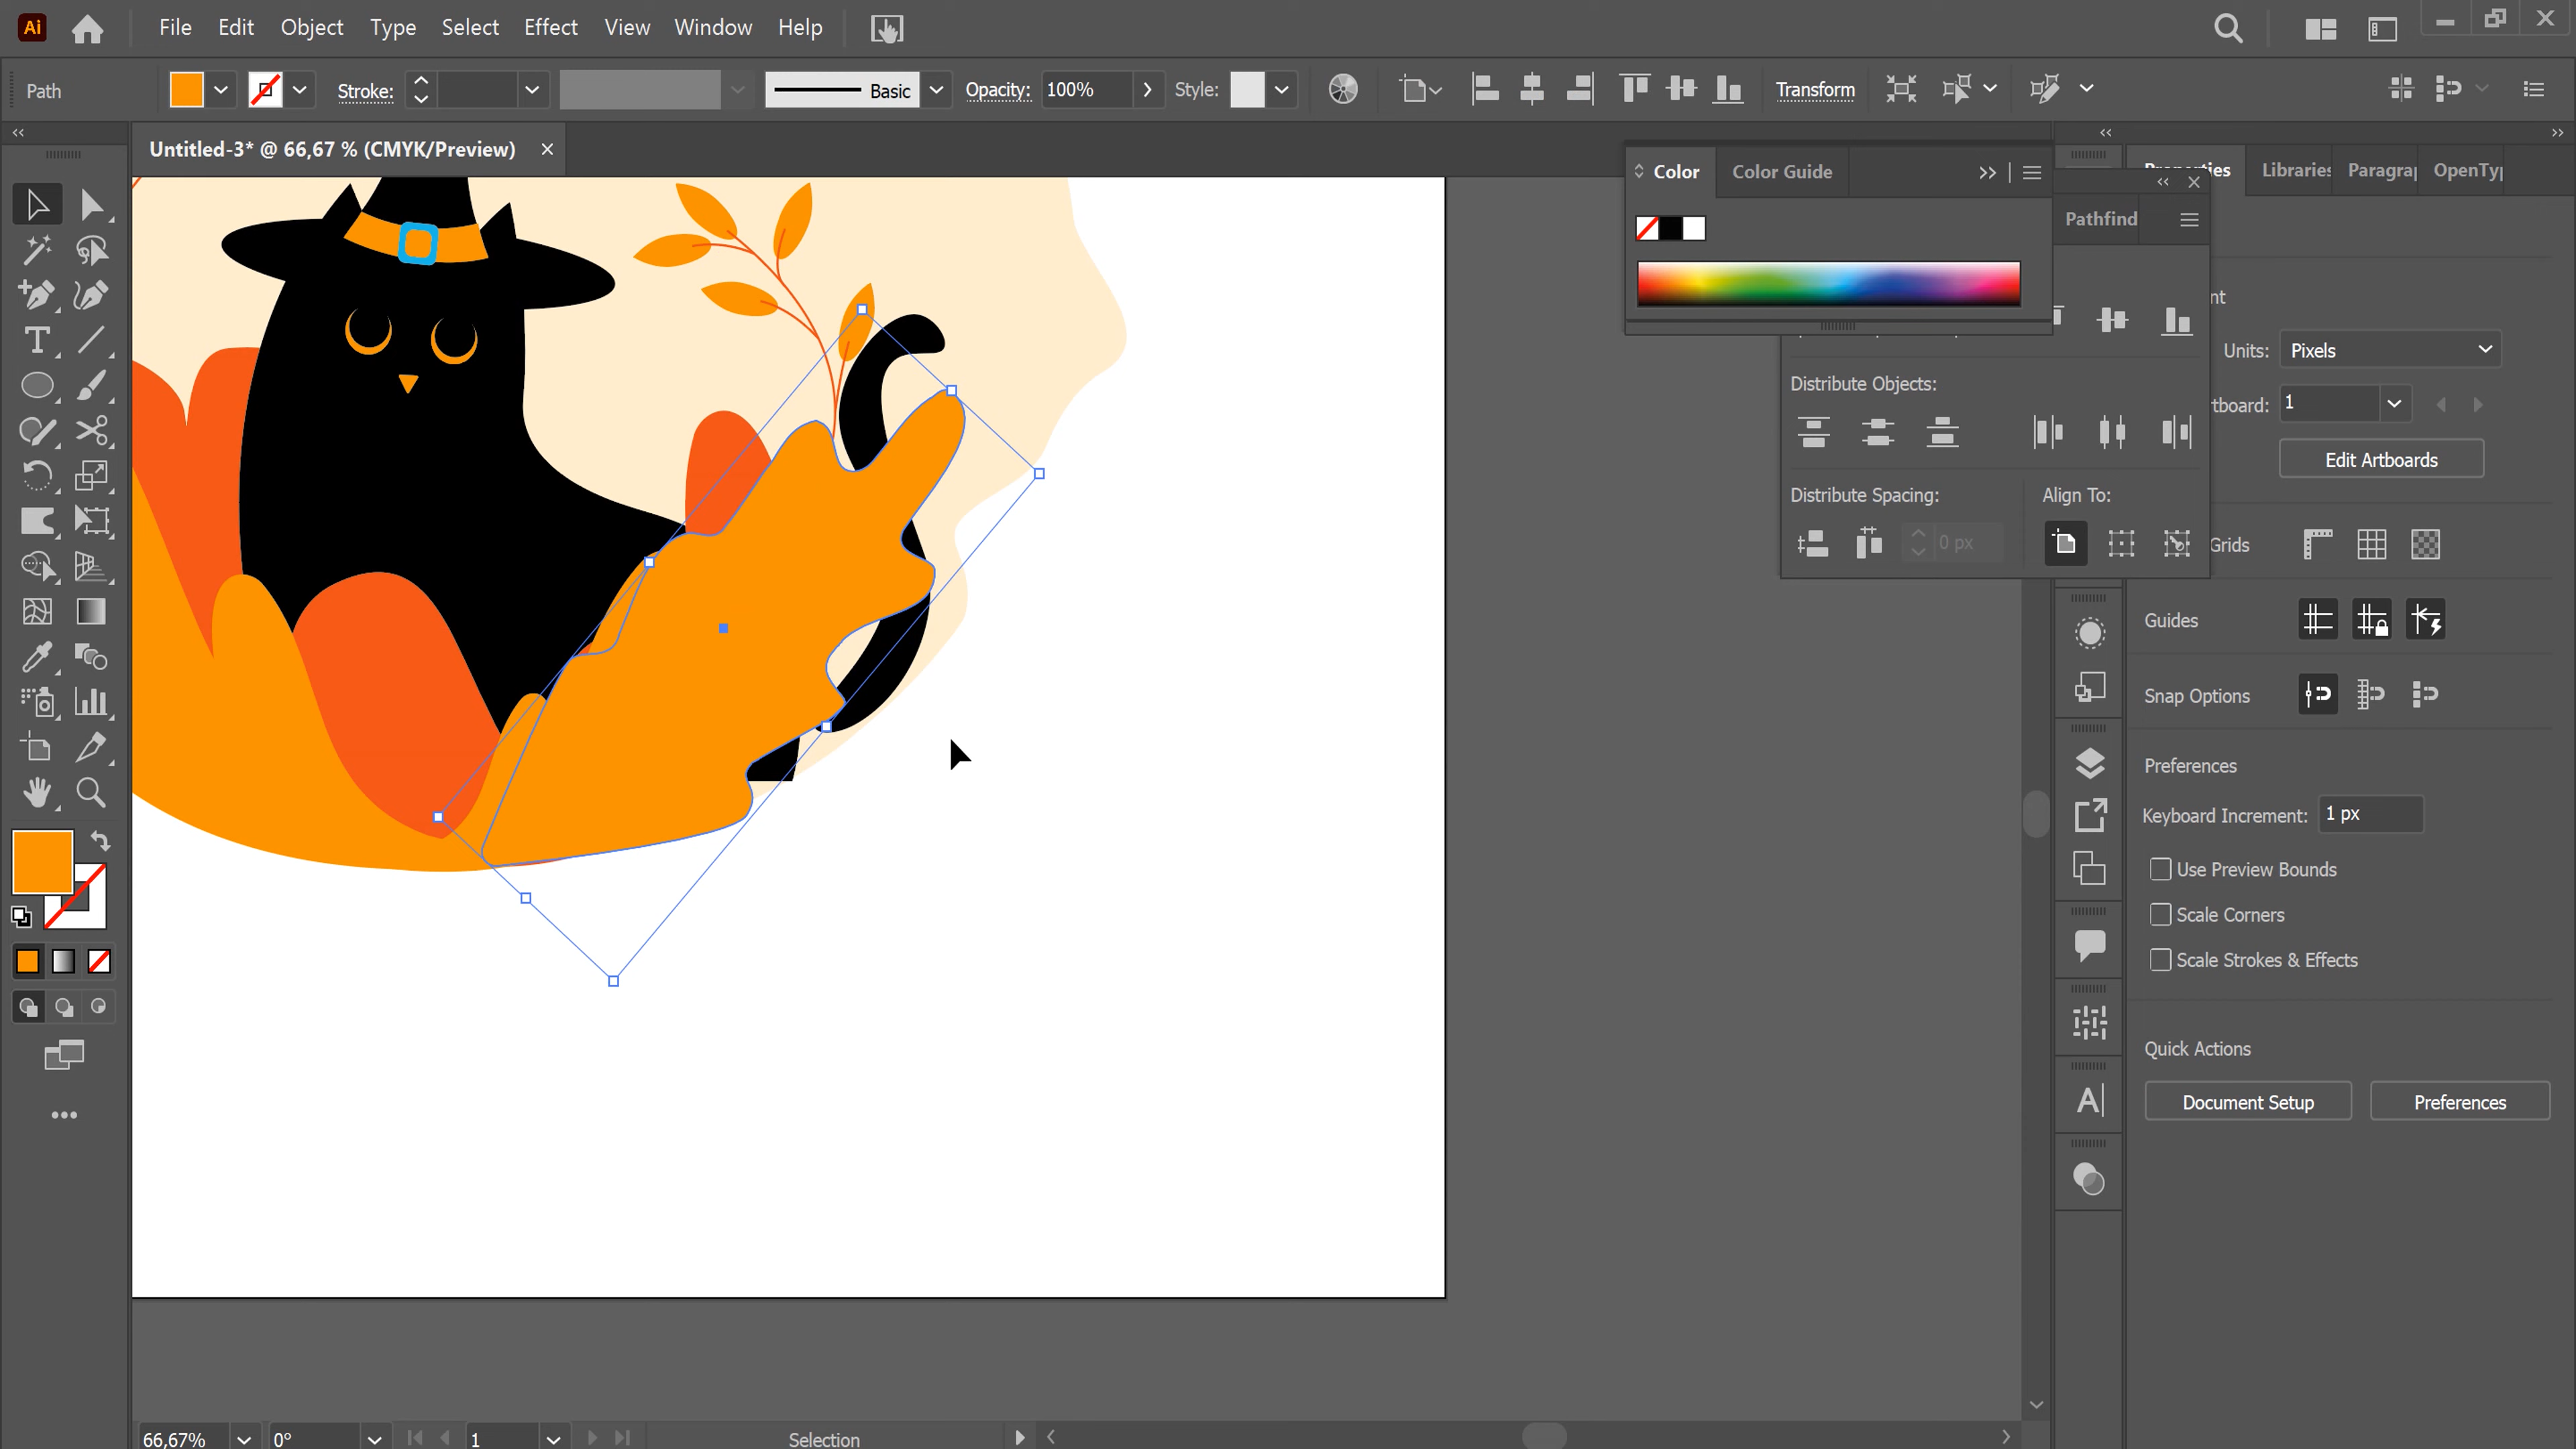 Ai File Edit Object Type Select Effect View Window Help
Path Stroke: Basic Opacity: 100% Style: Transform
Untitled-3* @ 66,67 % (CMYK/Preview) ×
Color Color Guide
Libraries Paragra OpenTy
Pathfind
Units: Pixels
Distribute Objects:
tboard: 1
Edit Artboards
Distribute Spacing: Align To:
0 px
Grids
Guides
Snap Options
Preferences
Keyboard Increment: 1 px
Use Preview Bounds
Scale Corners
Scale Strokes & Effects
Quick Actions
Document Setup Preferences
66,67% 0° 1 Selection